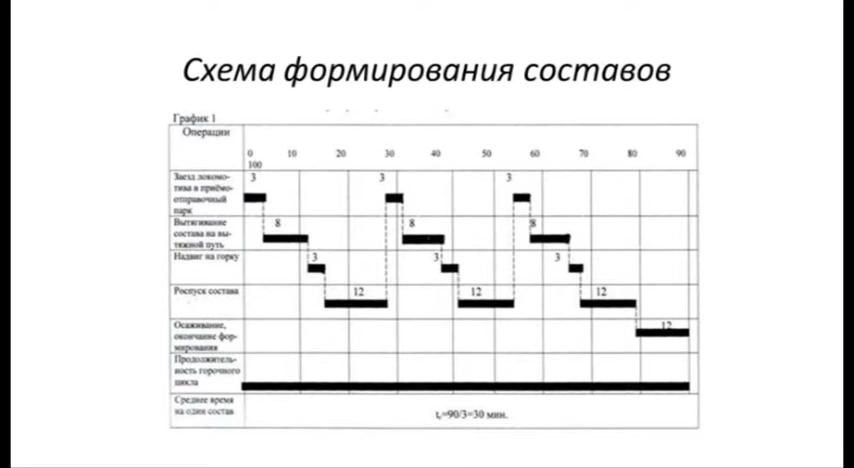 Схема формирования составов
График 1
Операции
0 10 20 30 40 50 60 70 80 90
100
Заезд локомо-
тива в приёмо-
отправочный
парк
3 3 3
Вытягивание
состава на вы-
тяжной путь
8 8 8
Надвиг на горку
3 3 3
Роспуск состава
12 12 12
Осаживание,
окончание фор-
мирования
12
Продолжитель-
ность горочного
цикла
Среднее время
на один состав
tг=90/3=30 мин.